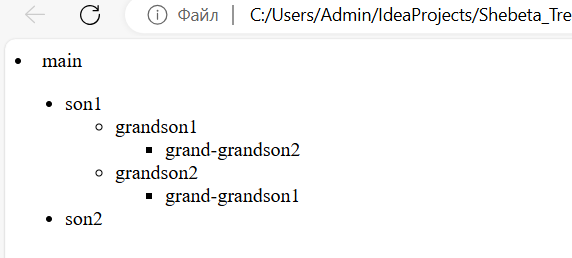 Файл C:/Users/Admin/IdeaProjects/Shebeta_Tre
main
son1
grandson1
grand-grandson2
grandson2
grand-grandson1
son2